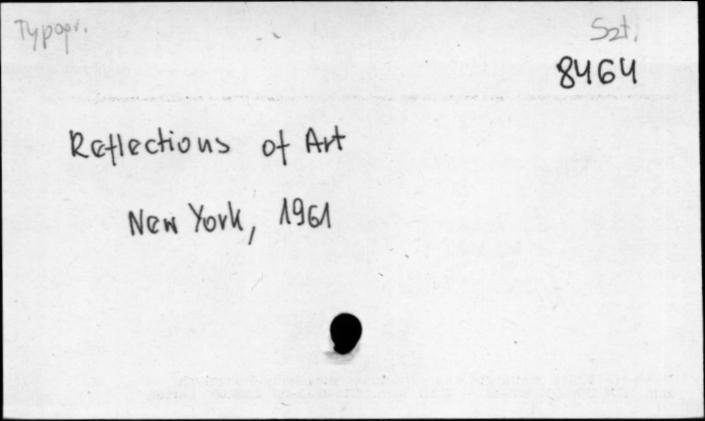 Typogr.
Szt.
8464
Reflections of Art
New York, 1961